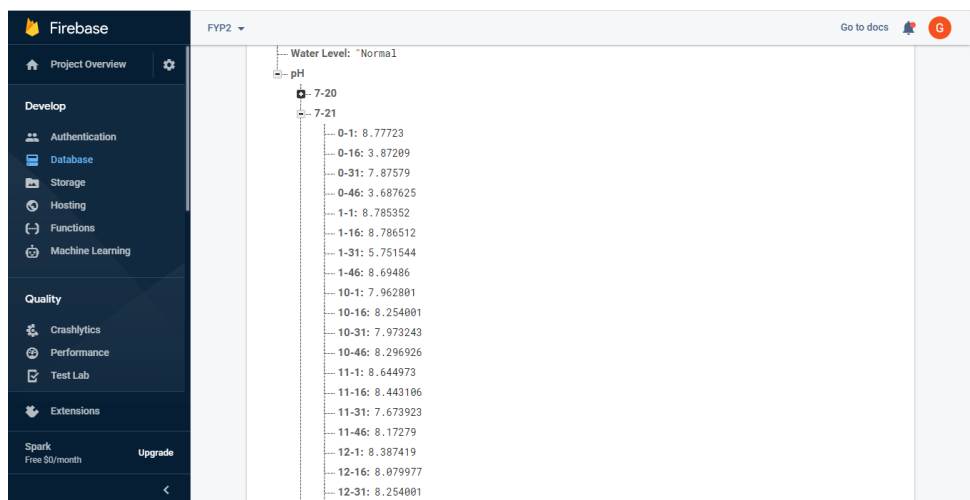 Firebase
FYP2
Go to docs
G
Project Overview
Develop
Authentication
Database
Storage
Hosting
Functions
Machine Learning
Quality
Crashlytics
Performance
Test Lab
Extensions
Spark
Free $0/month
Upgrade
Water Level: "Normal
pH
7-20
7-21
0-1: 8.77723
0-16: 3.87209
0-31: 7.87579
0-46: 3.687625
1-1: 8.785352
1-16: 8.786512
1-31: 5.751544
1-46: 8.69486
10-1: 7.962801
10-16: 8.254001
10-31: 7.973243
10-46: 8.296926
11-1: 8.644973
11-16: 8.443106
11-31: 7.673923
11-46: 8.17279
12-1: 8.387419
12-16: 8.079977
12-31: 8.254001